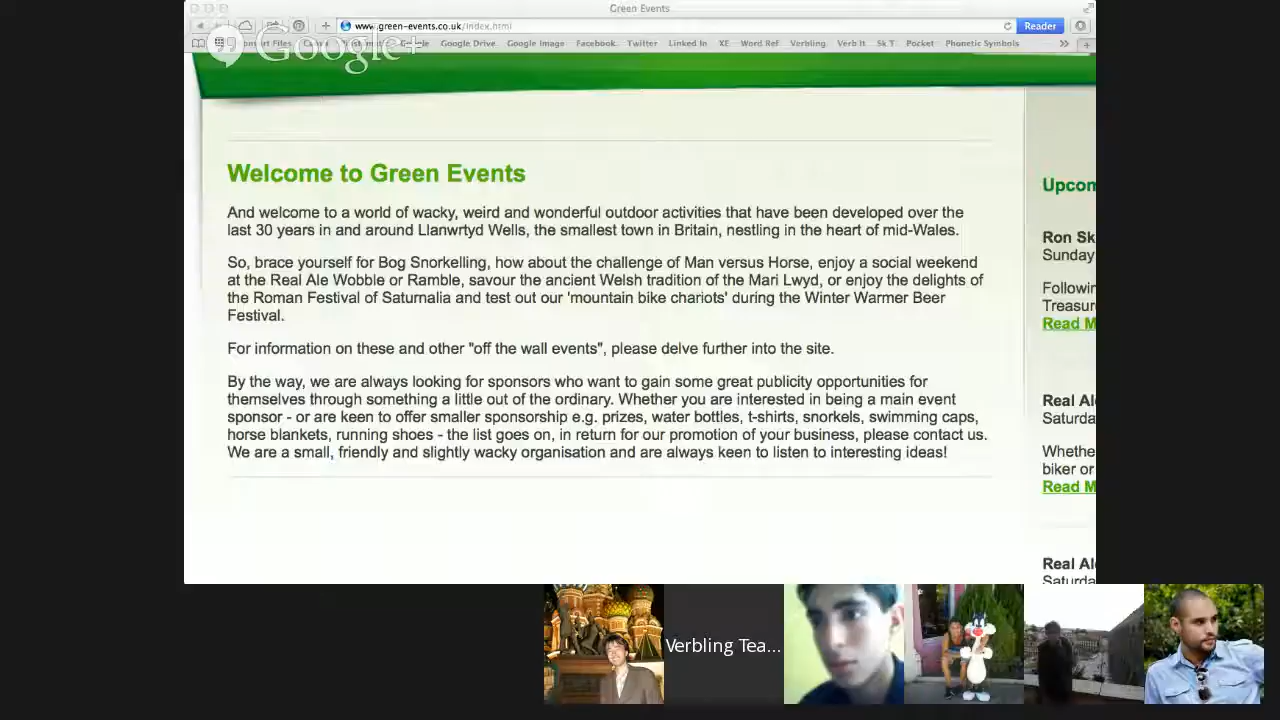 Green Events
www.green-events.co.uk/index.html
Reader
Google+
Google Drive Google Image Facebook Twitter Linked In XE Word Ref Verbling Verb It Sk T Pocket Phonetic Symbols
Welcome to Green Events
And welcome to a world of wacky, weird and wonderful outdoor activities that have been developed over the
last 30 years in and around Llanwrtyd Wells, the smallest town in Britain, nestling in the heart of mid-Wales.
So, brace yourself for Bog Snorkelling, how about the challenge of Man versus Horse, enjoy a social weekend
at the Real Ale Wobble or Ramble, savour the ancient Welsh tradition of the Mari Lwyd, or enjoy the delights of
the Roman Festival of Saturnalia and test out our 'mountain bike chariots' during the Winter Warmer Beer
Festival.
For information on these and other "off the wall events", please delve further into the site.
By the way, we are always looking for sponsors who want to gain some great publicity opportunities for
themselves through something a little out of the ordinary. Whether you are interested in being a main event
sponsor - or are keen to offer smaller sponsorship e.g. prizes, water bottles, t-shirts, snorkels, swimming caps,
horse blankets, running shoes - the list goes on, in return for our promotion of your business, please contact us.
We are a small, friendly and slightly wacky organisation and are always keen to listen to interesting ideas!
Upcom
Ron Sk
Sunday
Followin
Treasur
Read M
Real Al
Saturda
Whethe
biker or
Read M
Real Al
Saturda
Verbling Tea...